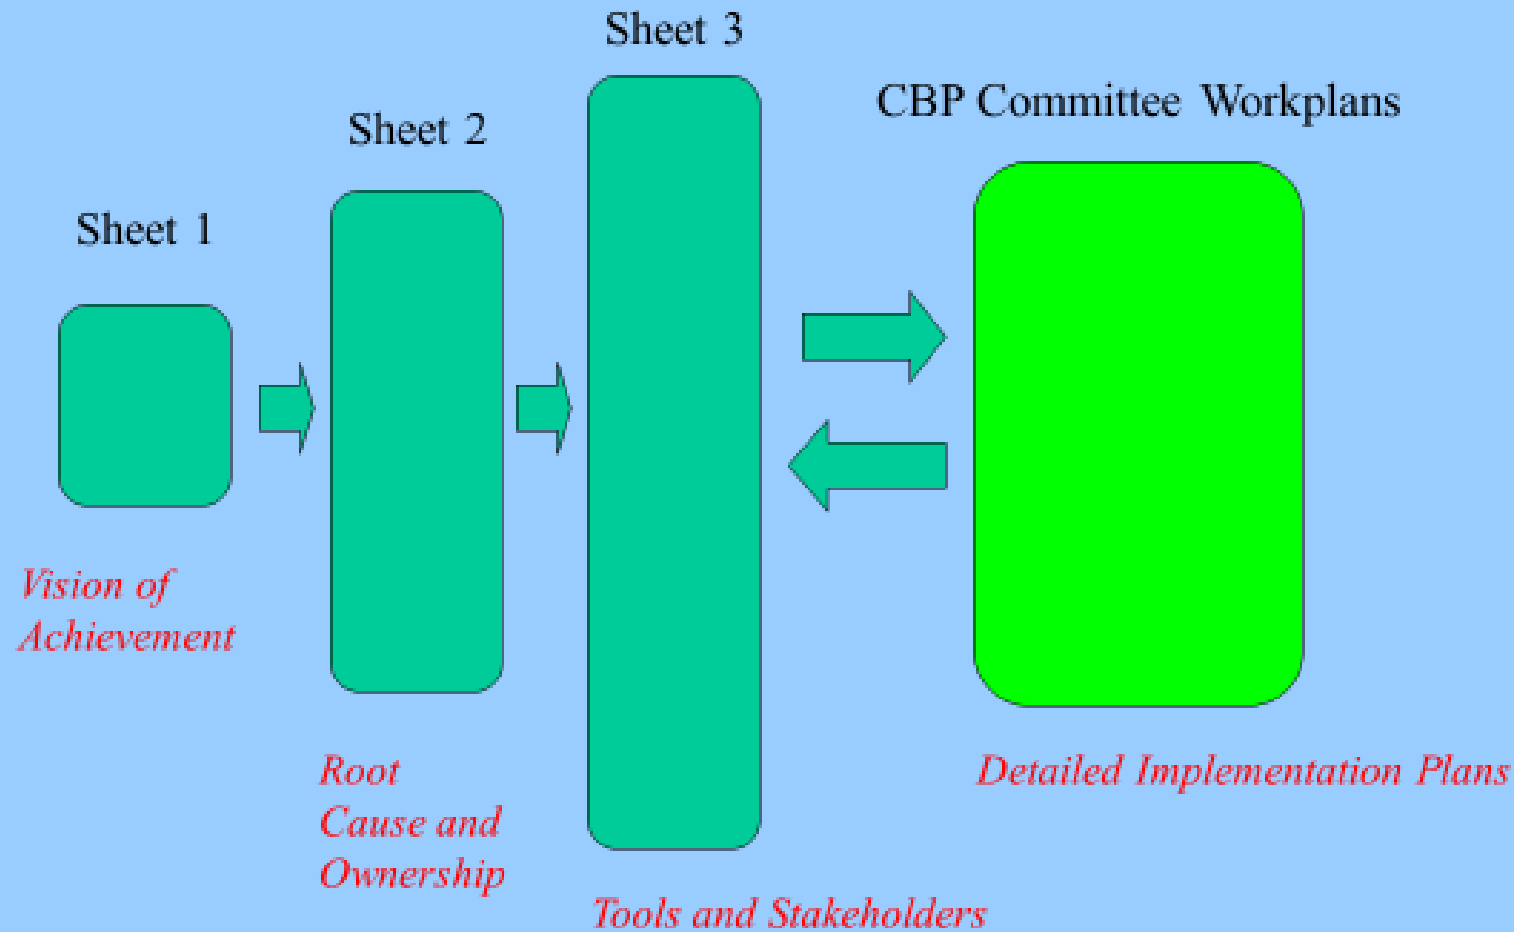 Sheet 3
CBP Committee Workplans
Sheet 2
Sheet 1
Vision of
Achievement
Root
Cause and
Ownership
Detailed Implementation Plans
Tools and Stakeholders